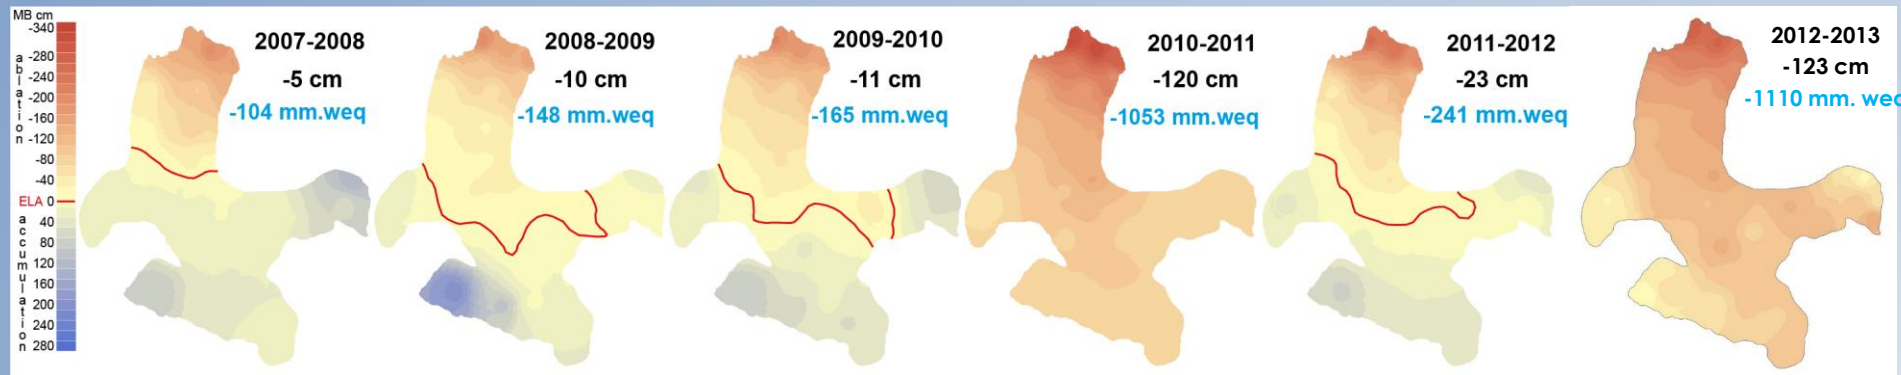 MB cm
-340
-280
-240
-200
-160
-120
-80
-40
ELA 0
40
80
120
160
200
240
280
ablation
accumulation
2007-2008
-5 cm
-104 mm.weq
2008-2009
-10 cm
-148 mm.weq
2009-2010
-11 cm
-165 mm.weq
2010-2011
-120 cm
-1053 mm.weq
2011-2012
-23 cm
-241 mm.weq
2012-2013
-123 cm
-1110 mm. weq